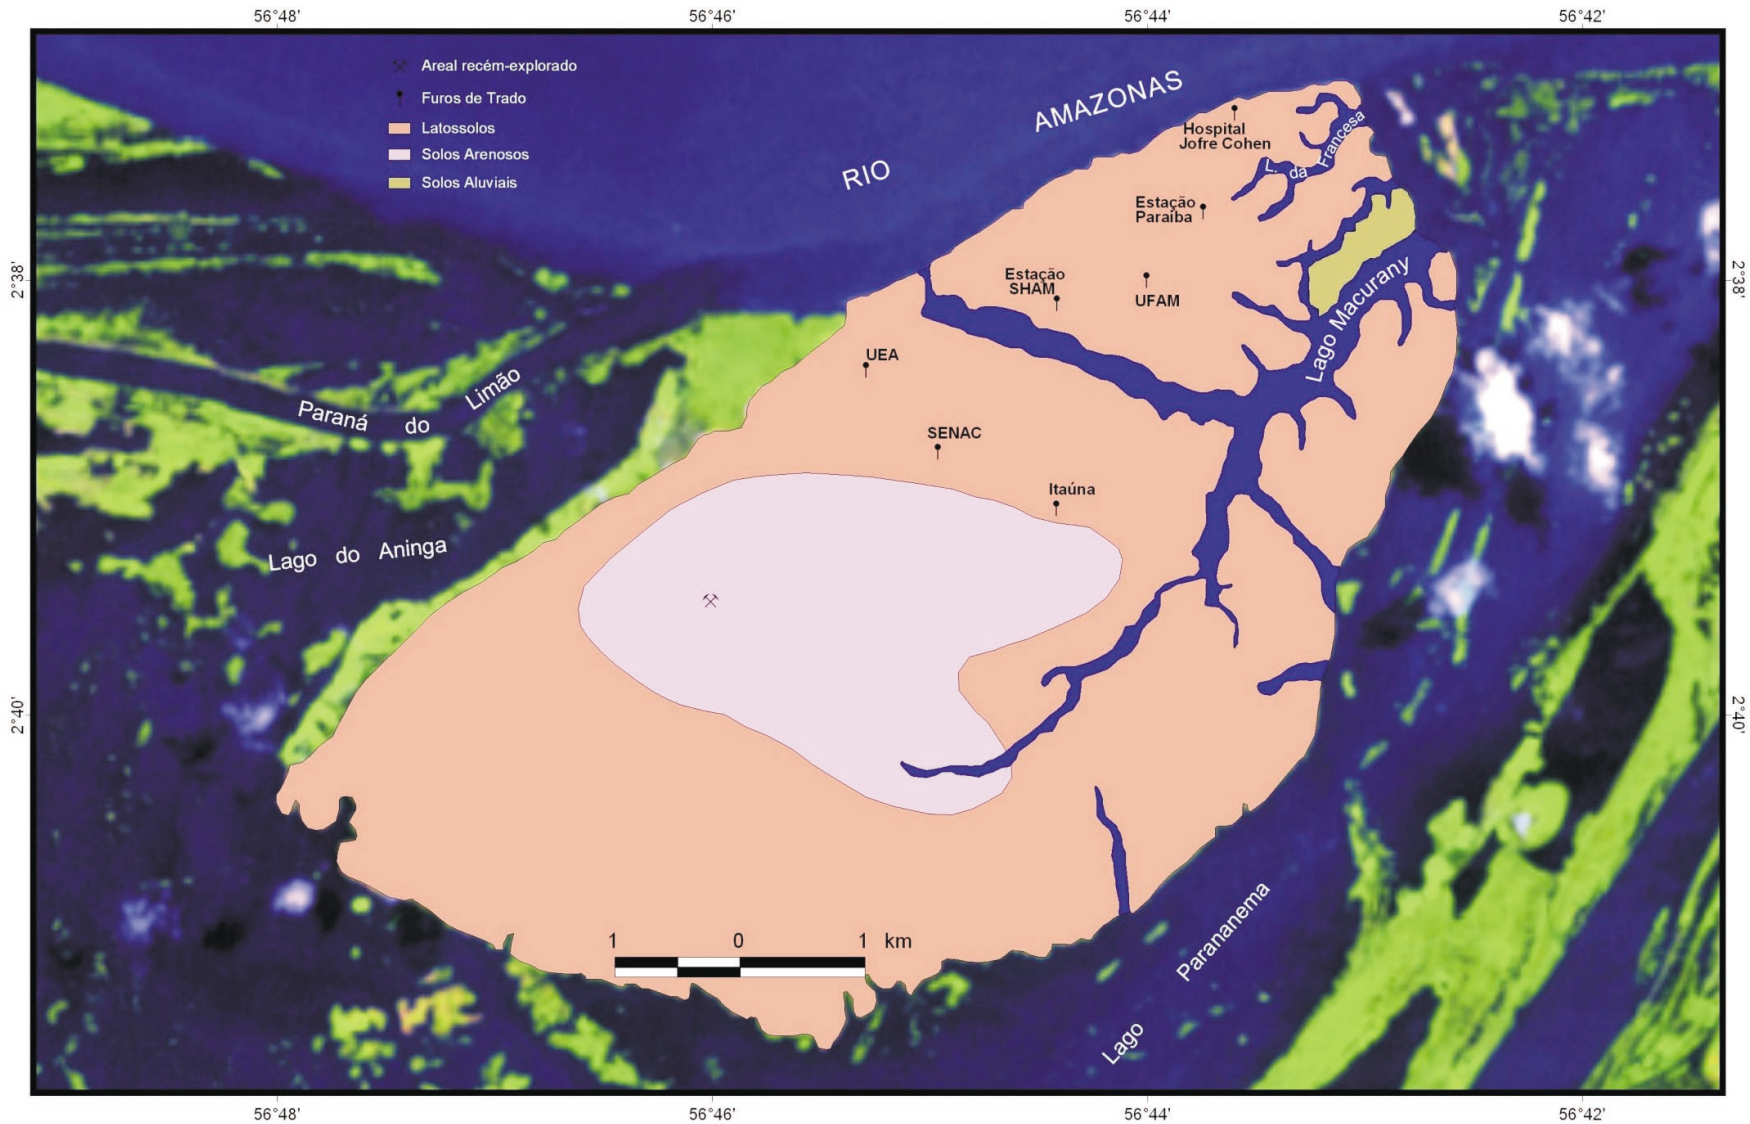 56°48' 56°46' 56°44' 56°42'
Areal recém-explorado
Furos de Trado
Latossolos
Solos Arenosos
Solos Aluviais
RIO AMAZONAS
Hospital
Jofre Cohen
L. da Francesa
Estação
Paraiba
Estação
SHAM
UFAM
2°38' 2°38'
Lago Macurany
UEA
Paraná do Limão
SENAC
Itaúna
Lago do Aninga
2°40' 2°40'
1 0 1 km
Lago Parananema
56°48' 56°46' 56°44' 56°42'